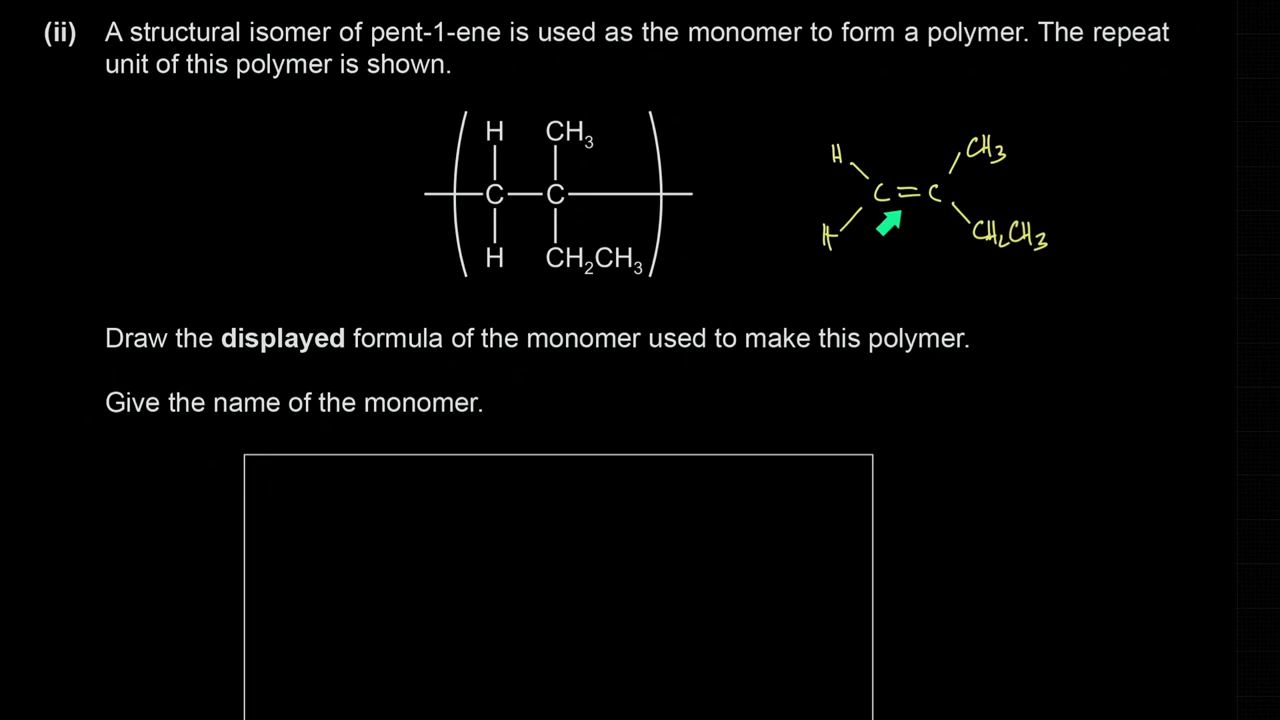 (ii) A structural isomer of pent-1-ene is used as the monomer to form a polymer. The repeat
unit of this polymer is shown.
H CH₃
C C
H CH₂CH₃
H CH₃
C = C
H CH₂CH₃
Draw the displayed formula of the monomer used to make this polymer.
Give the name of the monomer.